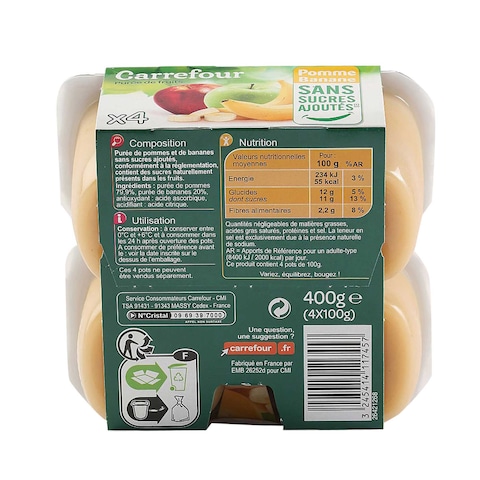 Carrefour
Purée de fruits
Pomme
Banane
SANS
SUCRES
AJOUTÉS
x4
Composition
Purée de pommes et de bananes
sans sucres ajoutés,
conformément à la réglementation,
contient des sucres naturellement
présents dans les fruits.
Ingrédients : purée de pommes
79,9%, purée de bananes 20%,
antioxydant : acide ascorbique,
acidifiant : acide citrique.
Utilisation
Conservation : à conserver entre
0°C et +6°C et à consommer dans
les 24 h après ouverture des pots.
A consommer de préférence avant
le : voir la date inscrite sur le
dessus de l'emballage.
Ces 4 pots ne peuvent
être vendus séparément.
Nutrition
Valeurs nutritionnelles moyennes Pour : 100 g %AR
Energie 234 kJ 55 kcal 3 %
Glucides 12 g 5 %
dont sucres 11 g 13 %
Fibres alimentaires 2,2 g 8 %
Quantités négligeables de matières grasses,
acides gras saturés, protéines et sel. La teneur en
sel est exclusivement due à la présence naturelle
de sodium.
AR = Apports de Référence pour un adulte-type
(8400 kJ / 2000 kcal) par jour.
Ce produit contient 4 pots de 100g.
Variez, équilibrez, bougez !
Service Consommateurs Carrefour - CMI
TSA 91431 - 91343 MASSY Cedex - France
N°Cristal 09 69 39 7000
APPEL NON SURTAXÉ
400g e
(4X100g)
Une question,
une suggestion ?
carrefour .fr
Fabriqué en France par
EMB 26252d pour CMI
F
3 245414 117457